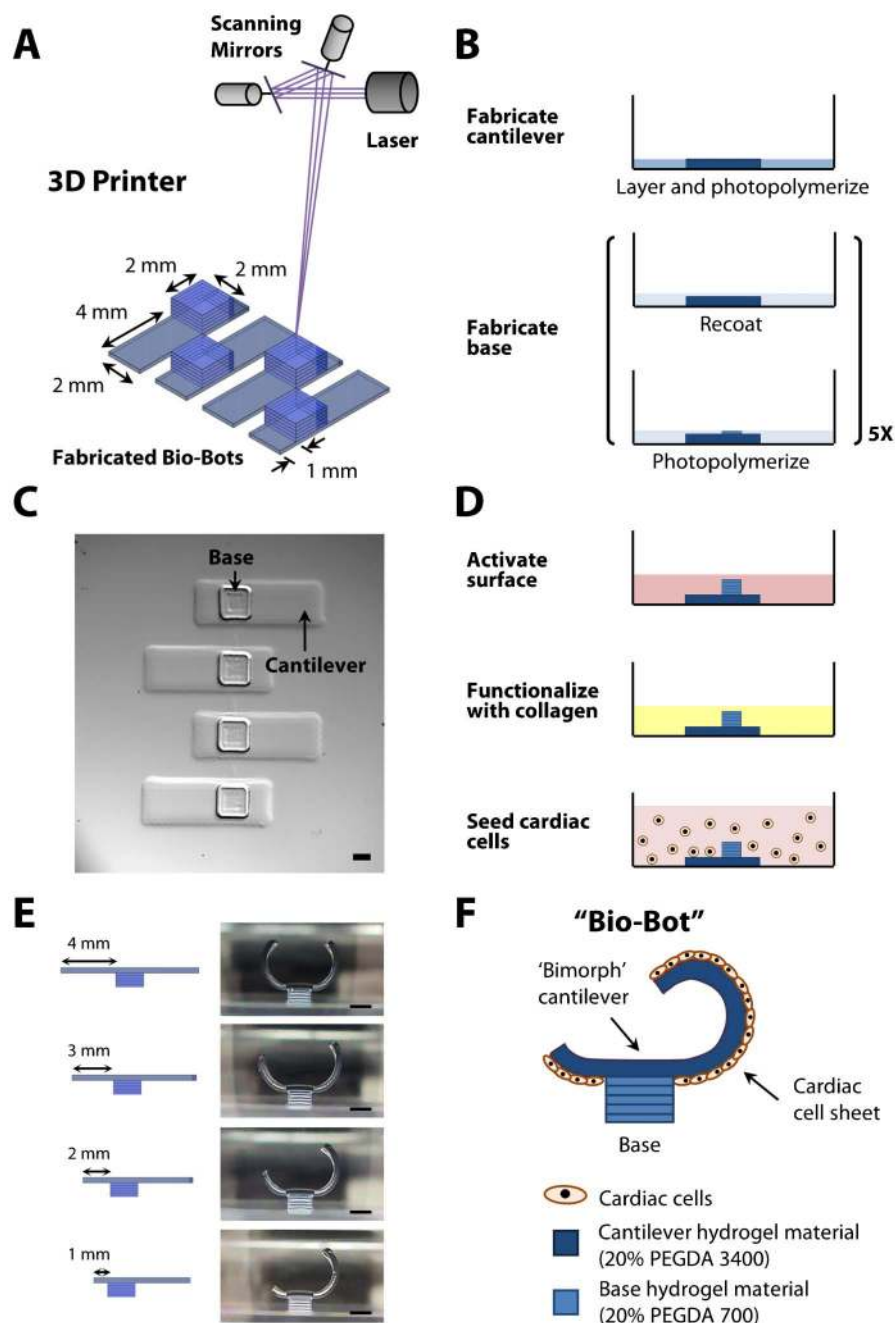 A
Scanning
Mirrors
Laser
3D Printer
2 mm
2 mm
4 mm
2 mm
1 mm
Fabricated Bio-Bots
B
Fabricate
cantilever
Layer and photopolymerize
Fabricate
base
Recoat
Photopolymerize
5X
C
Base
Cantilever
D
Activate
surface
Functionalize
with collagen
Seed cardiac
cells
E
4 mm
3 mm
2 mm
1 mm
F
"Bio-Bot"
'Bimorph'
cantilever
Cardiac
cell sheet
Base
Cardiac cells
Cantilever hydrogel material
(20% PEGDA 3400)
Base hydrogel material
(20% PEGDA 700)